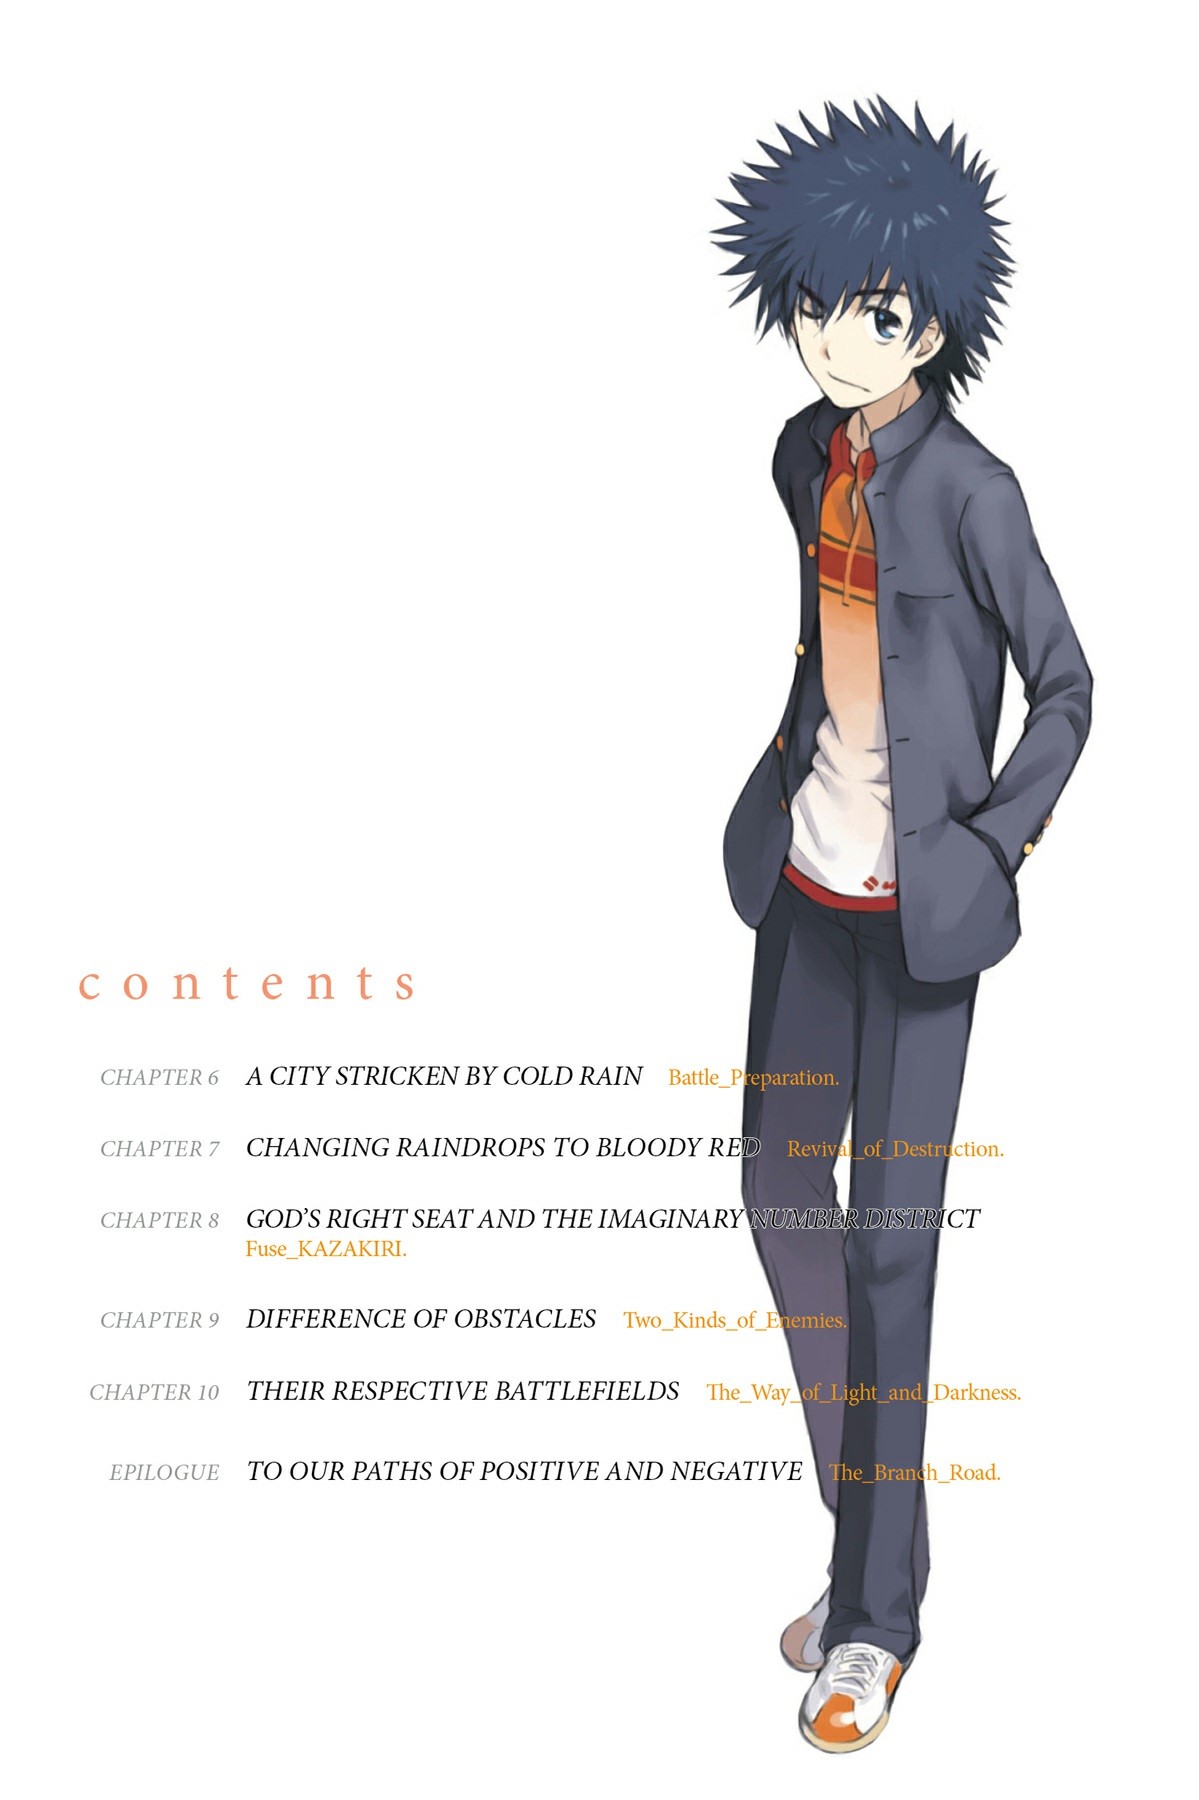 contents
CHAPTER 6 A CITY STRICKEN BY COLD RAIN Battle_Preparation.
CHAPTER 7 CHANGING RAINDROPS TO BLOODY RED Revival_of_Destruction.
CHAPTER 8 GOD’S RIGHT SEAT AND THE IMAGINARY NUMBER DISTRICT
Fuse_KAZAKIRI.
CHAPTER 9 DIFFERENCE OF OBSTACLES Two_Kinds_of_Enemies.
CHAPTER 10 THEIR RESPECTIVE BATTLEFIELDS The_Way_of_Light_and_Darkness.
EPILOGUE TO OUR PATHS OF POSITIVE AND NEGATIVE The_Branch_Road.